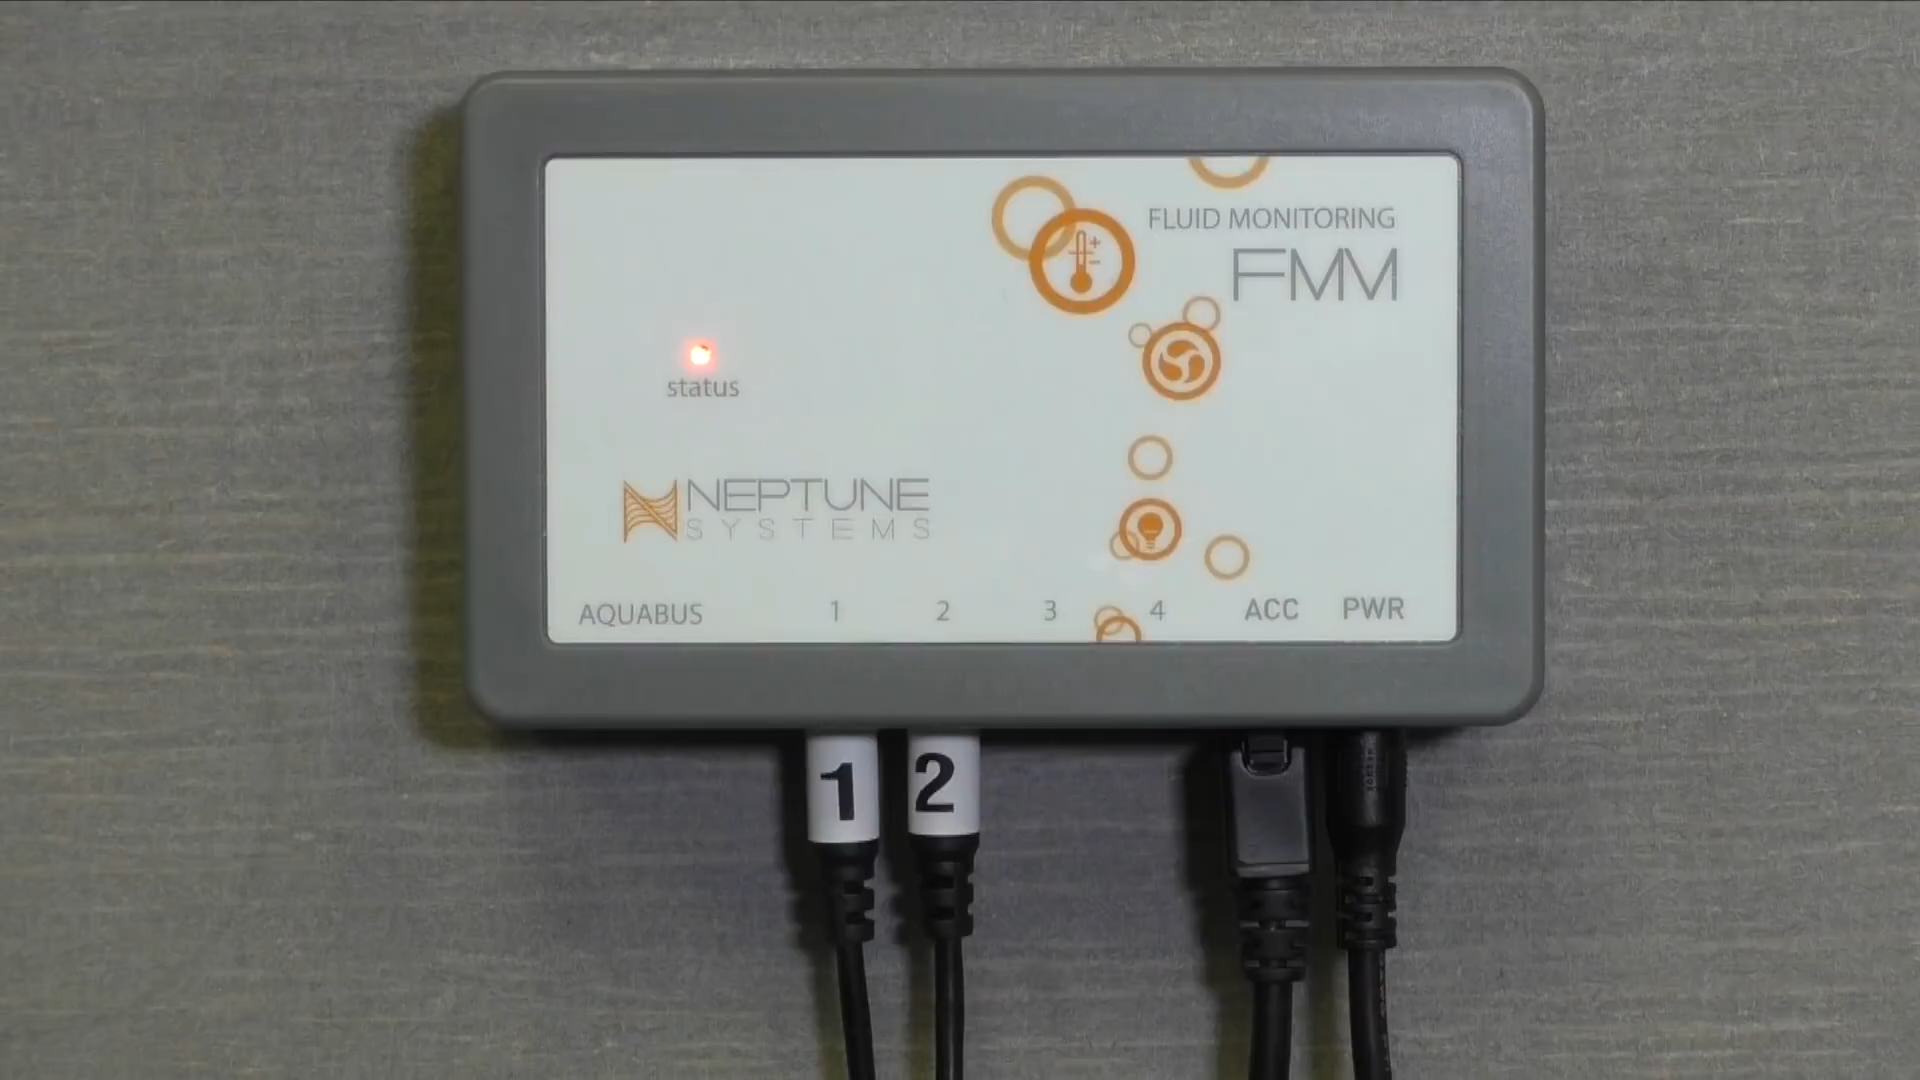 FLUID MONITORING
FMM
status
NEPTUNE
SYSTEMS
AQUABUS 1 2 3 4 ACC PWR
1 2